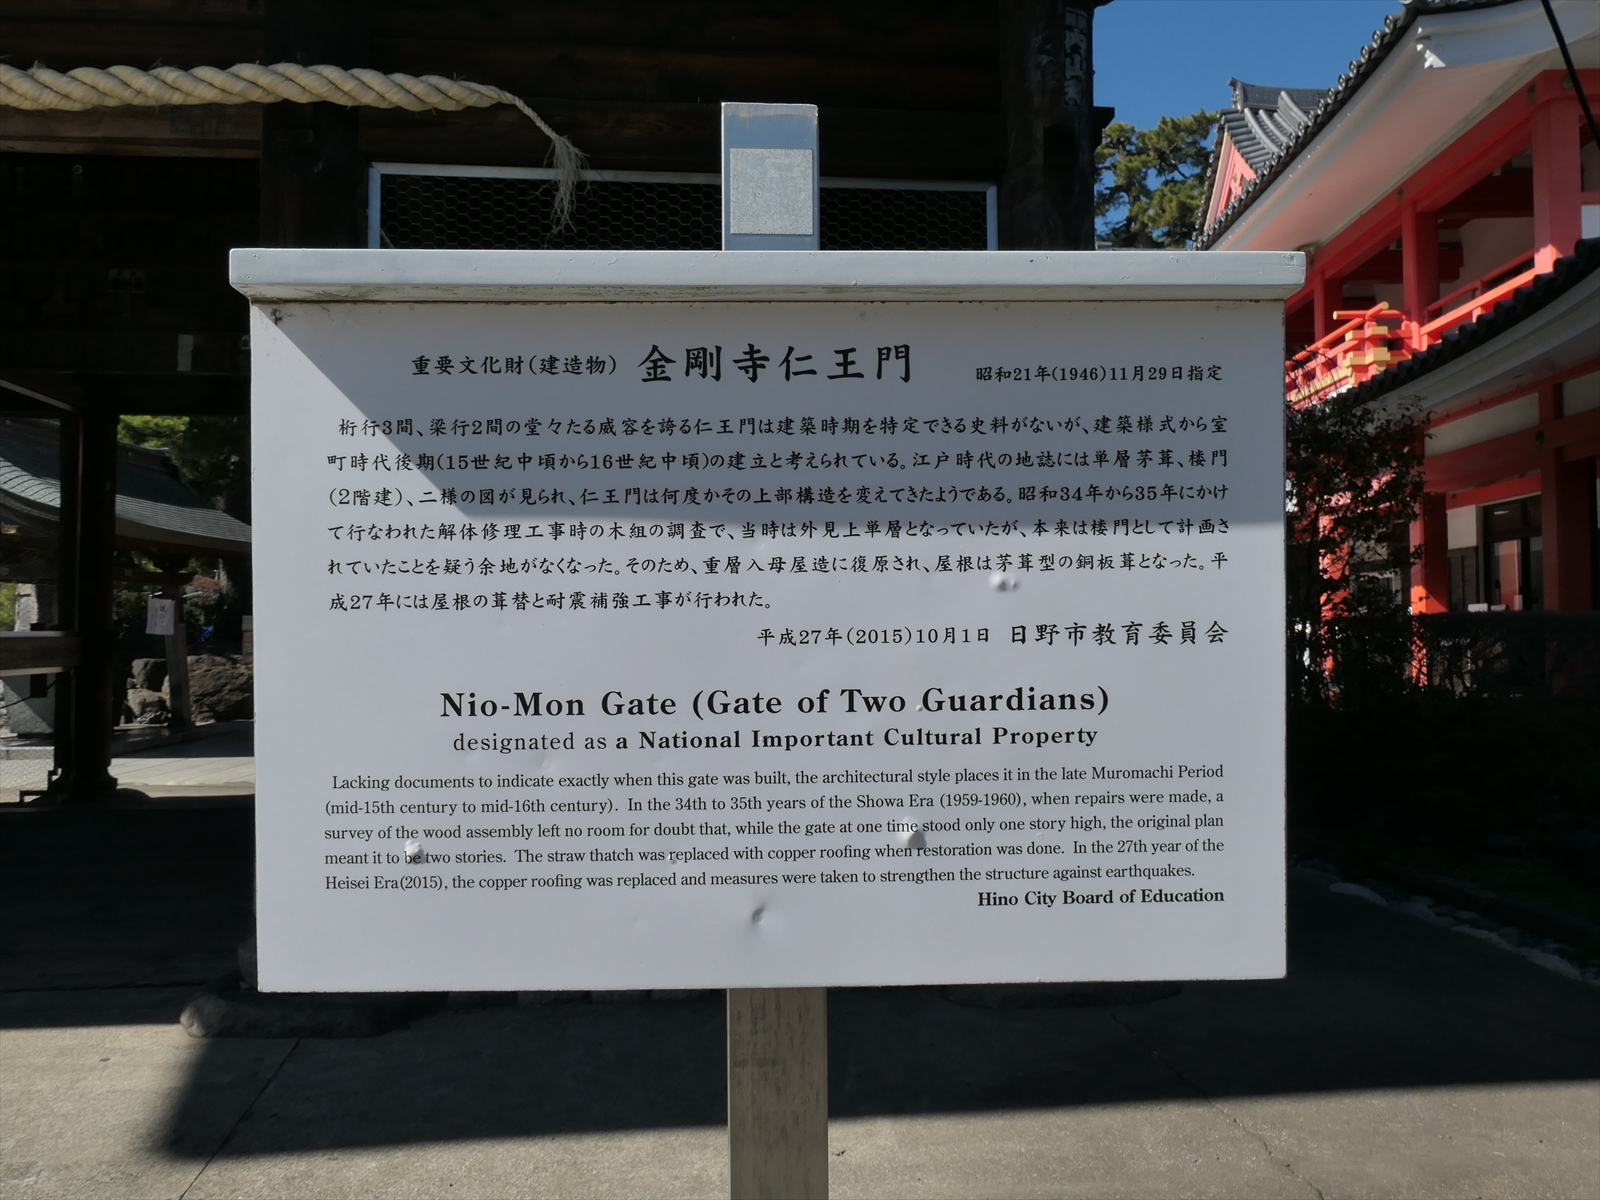 重要文化財(建造物) 金剛寺仁王門 昭和21年(1946)11月29日指定
桁行3間、梁行2間の堂々たる威容を誇る仁王門は建築時期を特定できる史料がないが、建築様式から室
町時代後期(15世紀中頃から16世紀中頃)の建立と考えられている。江戸時代の地誌には単層茅葺、楼門
(2階建)、二様の図が見られ、仁王門は何度かその上部構造を変えてきたようである。昭和34年から35年にかけ
て行なわれた解体修理工事時の木組の調査で、当時は外見上単層となっていたが、本来は楼門として計画さ
れていたことを疑う余地がなくなった。そのため、重層入母屋造に復原され、屋根は茅葺型の銅板葺となった。平
成27年には屋根の葺替と耐震補強工事が行われた。
平成27年(2015)10月1日 日野市教育委員会
Nio-Mon Gate (Gate of Two Guardians)
designated as a National Important Cultural Property
Lacking documents to indicate exactly when this gate was built, the architectural style places it in the late Muromachi Period
(mid-15th century to mid-16th century). In the 34th to 35th years of the Showa Era (1959-1960), when repairs were made, a
survey of the wood assembly left no room for doubt that, while the gate at one time stood only one story high, the original plan
meant it to be two stories. The straw thatch was replaced with copper roofing when restoration was done. In the 27th year of the
Heisei Era(2015), the copper roofing was replaced and measures were taken to strengthen the structure against earthquakes.
Hino City Board of Education